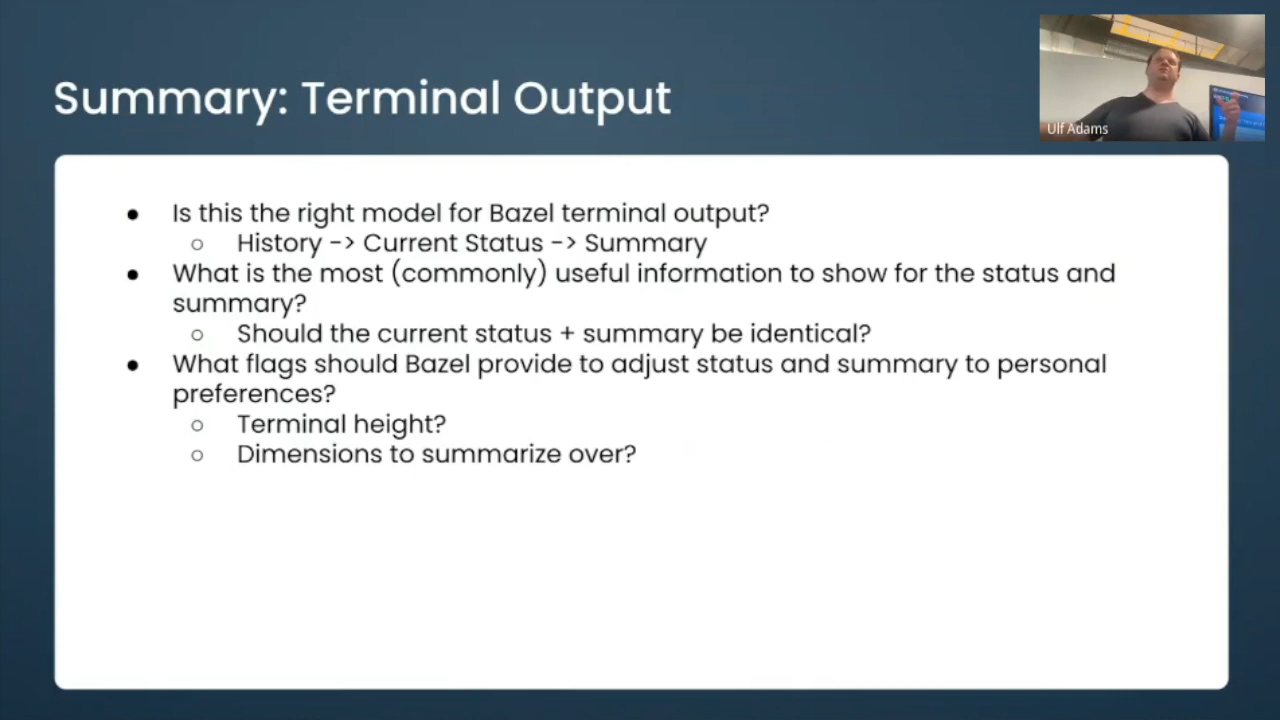 Summary: Terminal Output
Ulf Adams
● Is this the right model for Bazel terminal output?
○ History -> Current Status -> Summary
● What is the most (commonly) useful information to show for the status and
summary?
○ Should the current status + summary be identical?
● What flags should Bazel provide to adjust status and summary to personal
preferences?
○ Terminal height?
○ Dimensions to summarize over?